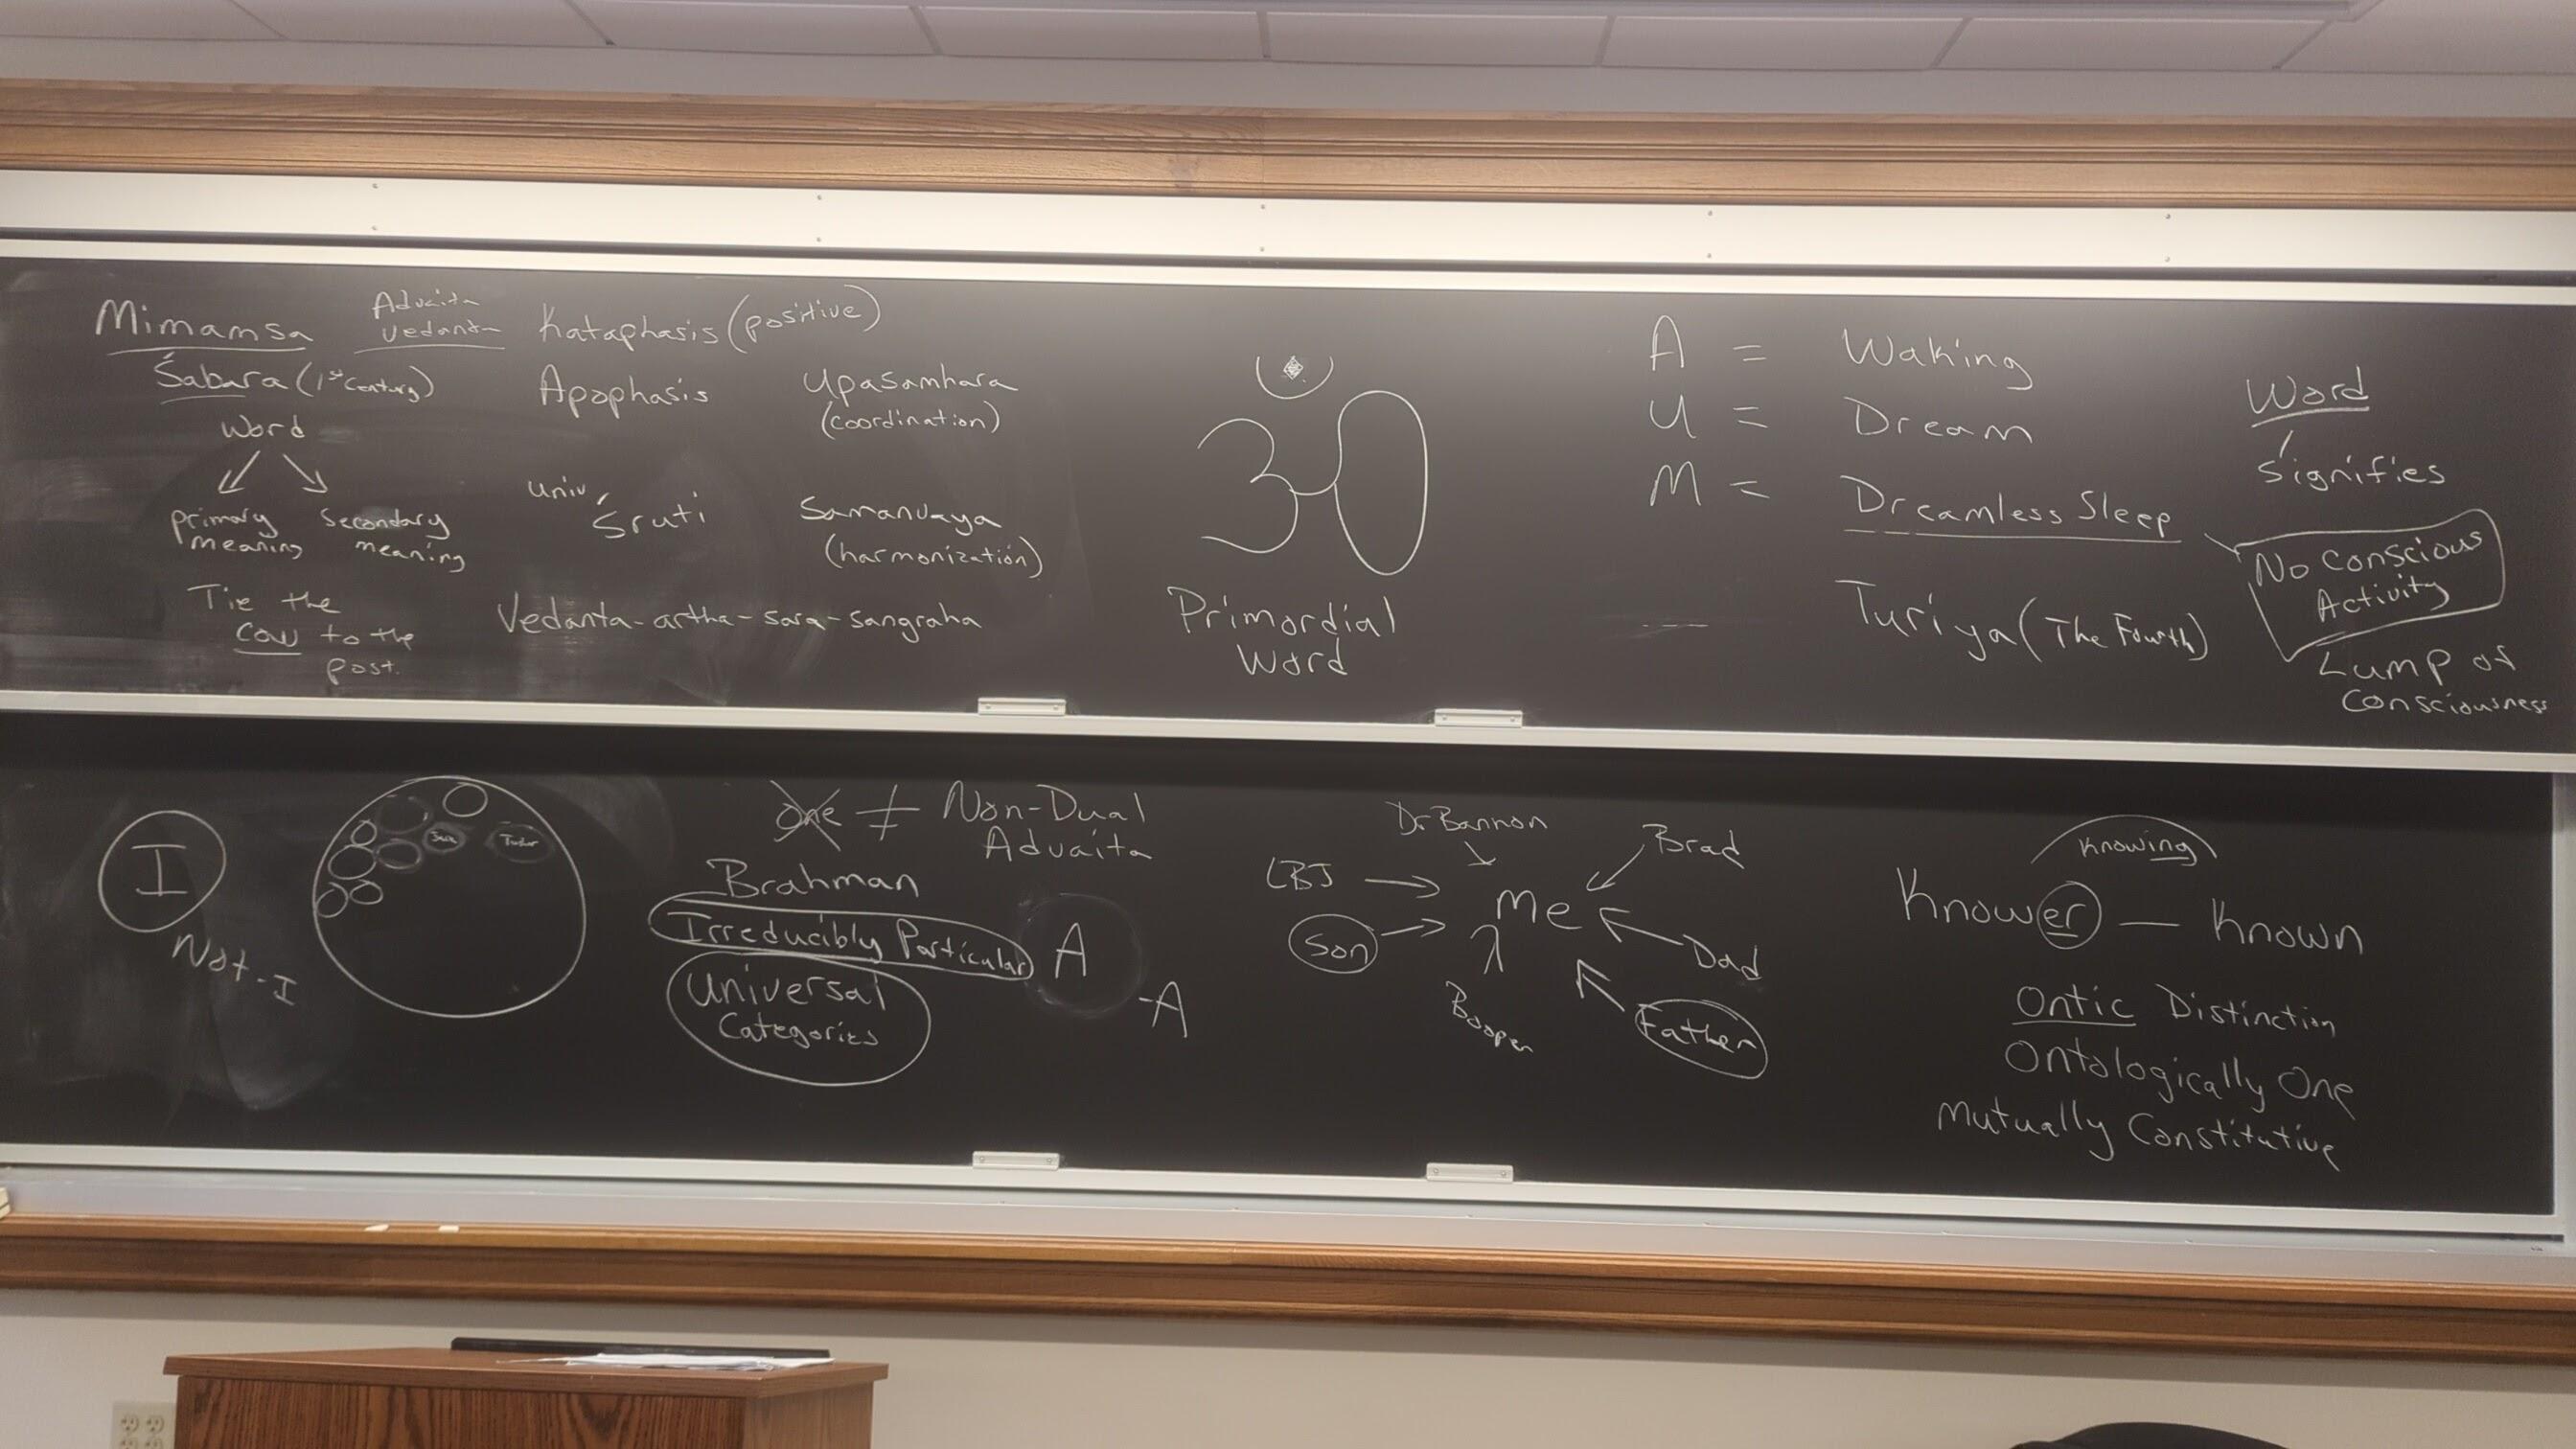 Mimamsa
Śabara (1st Century)
Word
primary meaning
secondary meaning
Tie the
cow to the
post.
Advaita
Vedanta
Kataphasis (positive)
Apophasis
Upasamhara
(coordination)
univ.
Śruti
Samanvaya
(harmonization)
Vedanta-artha-sara-sangraha
Primordial
Word
A = Waking
U = Dream
M = Dreamless Sleep
--- Turiya (The Fourth)
Word
Signifies
No Conscious
Activity
Lump of
Consciousness
I
Not-I
one ≠ Non-Dual
Advaita
Brahman
Irreducibly Particular
Universal
Categories
A
-A
Dr Bannon
Brad
LBJ
Me
Son
Dad
Father
Knowing
Knower — Known
Ontic Distinction
Ontologically One
Mutually Constitutive